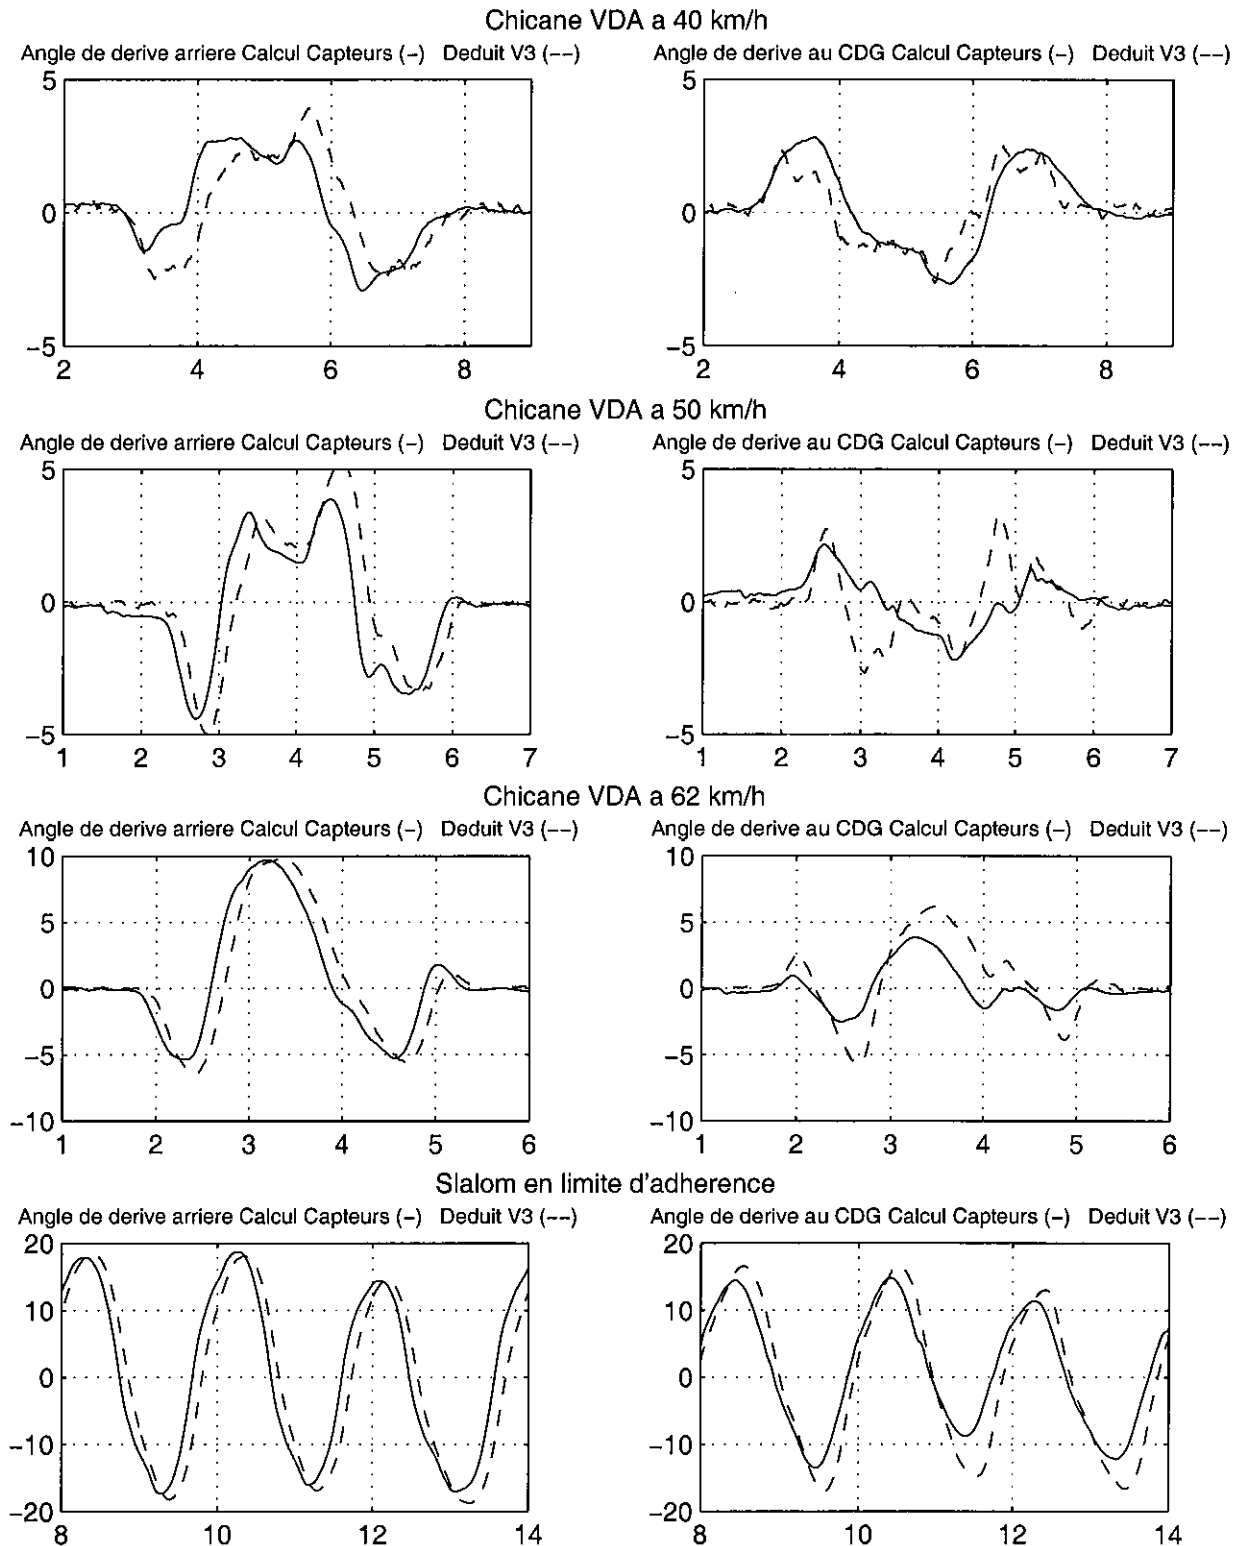 Chicane VDA a 40 km/h
Angle de derive arriere Calcul Capteurs (-) Deduit V3 (--)
Angle de derive au CDG Calcul Capteurs (-) Deduit V3 (--)
5
0
-5
2 4 6 8
5
0
-5
2 4 6 8
Chicane VDA a 50 km/h
Angle de derive arriere Calcul Capteurs (-) Deduit V3 (--)
Angle de derive au CDG Calcul Capteurs (-) Deduit V3 (--)
5
0
-5
1 2 3 4 5 6 7
5
0
-5
1 2 3 4 5 6 7
Chicane VDA a 62 km/h
Angle de derive arriere Calcul Capteurs (-) Deduit V3 (--)
Angle de derive au CDG Calcul Capteurs (-) Deduit V3 (--)
10
5
0
-5
-10
1 2 3 4 5 6
10
5
0
-5
-10
1 2 3 4 5 6
Slalom en limite d'adherence
Angle de derive arriere Calcul Capteurs (-) Deduit V3 (--)
Angle de derive au CDG Calcul Capteurs (-) Deduit V3 (--)
20
10
0
-10
-20
8 10 12 14
20
10
0
-10
-20
8 10 12 14